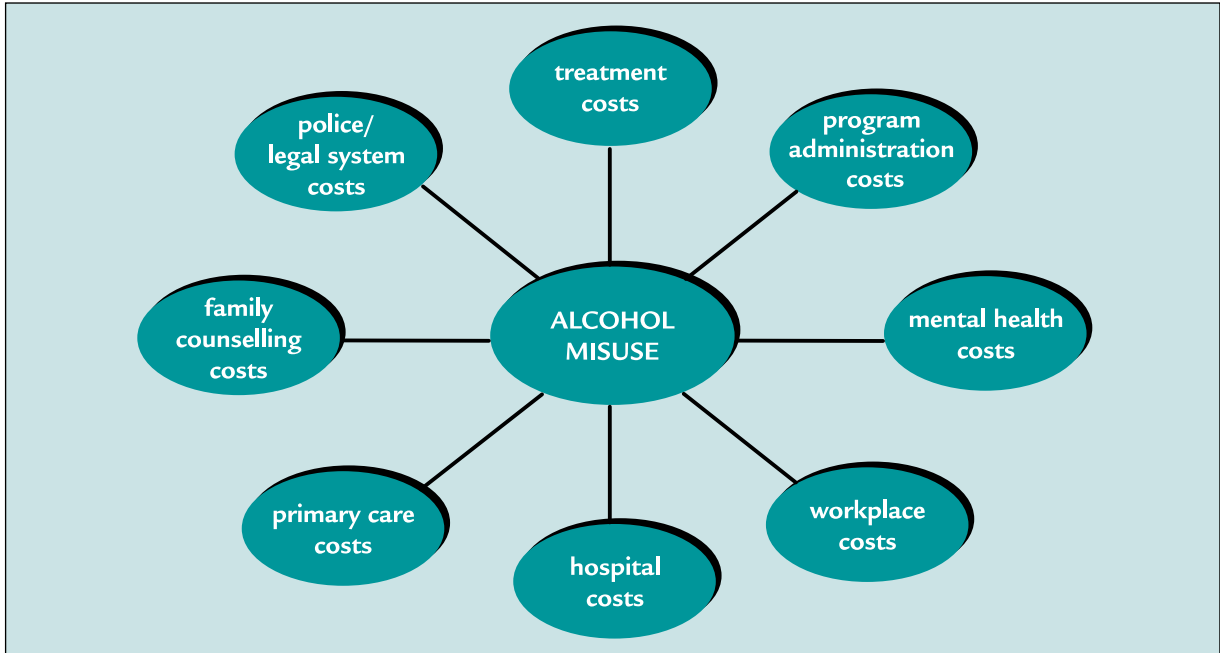 treatment
costs
program
administration
costs
mental health
costs
workplace
costs
hospital
costs
primary care
costs
family
counselling
costs
police/
legal system
costs
ALCOHOL
MISUSE